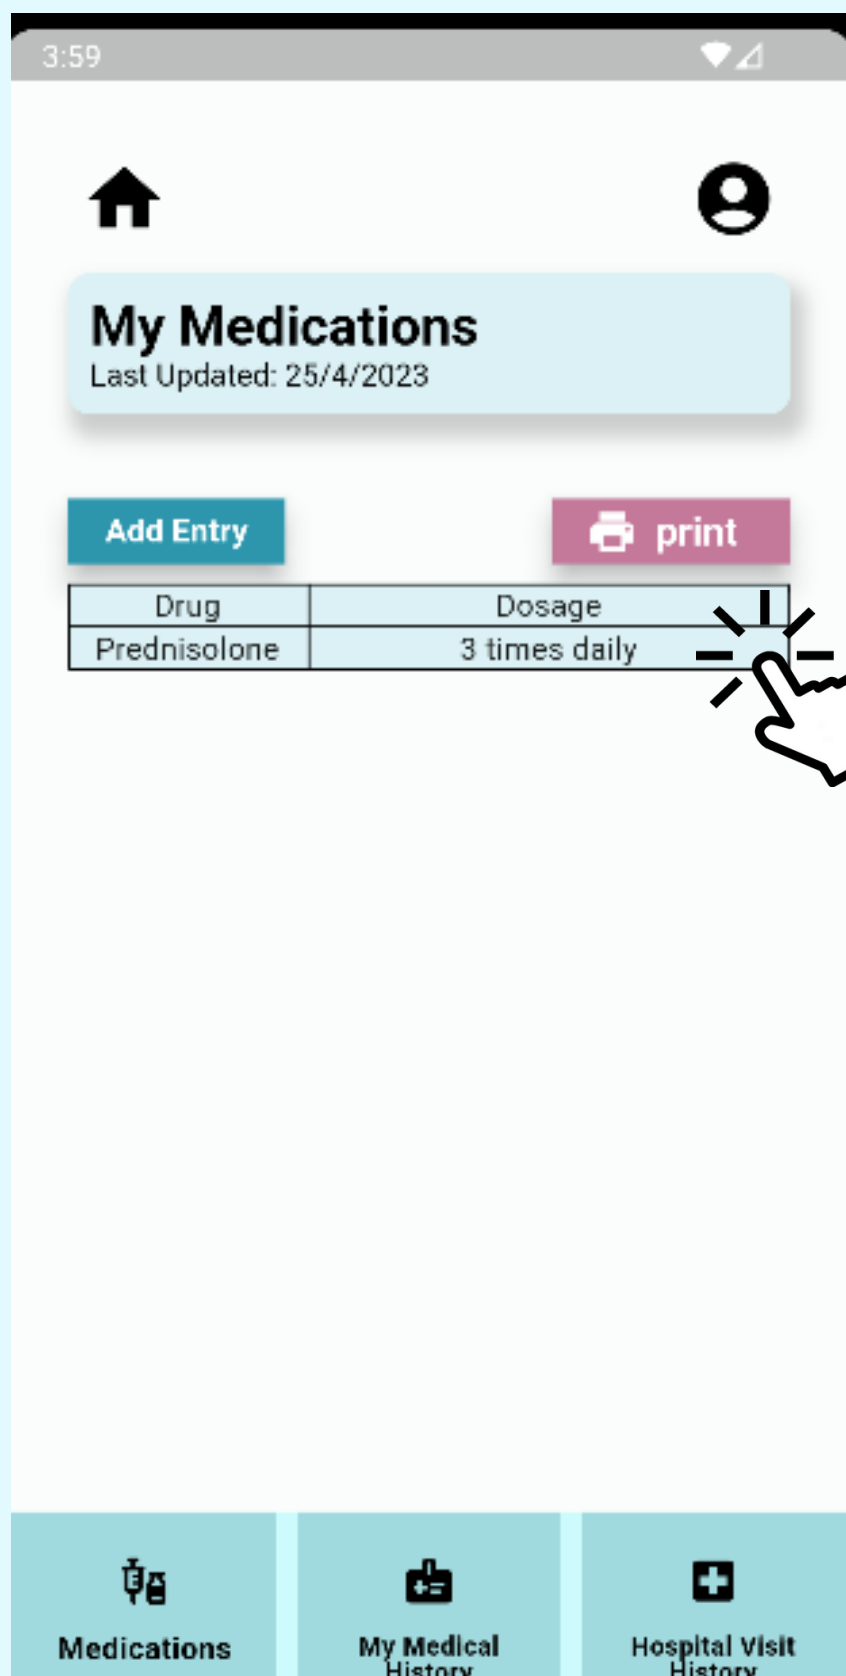 3:59
My Medications
Last Updated: 25/4/2023
Add Entry
print
Drug Dosage
Prednisolone 3 times daily
Medications
My Medical
History
Hospital Visit
History